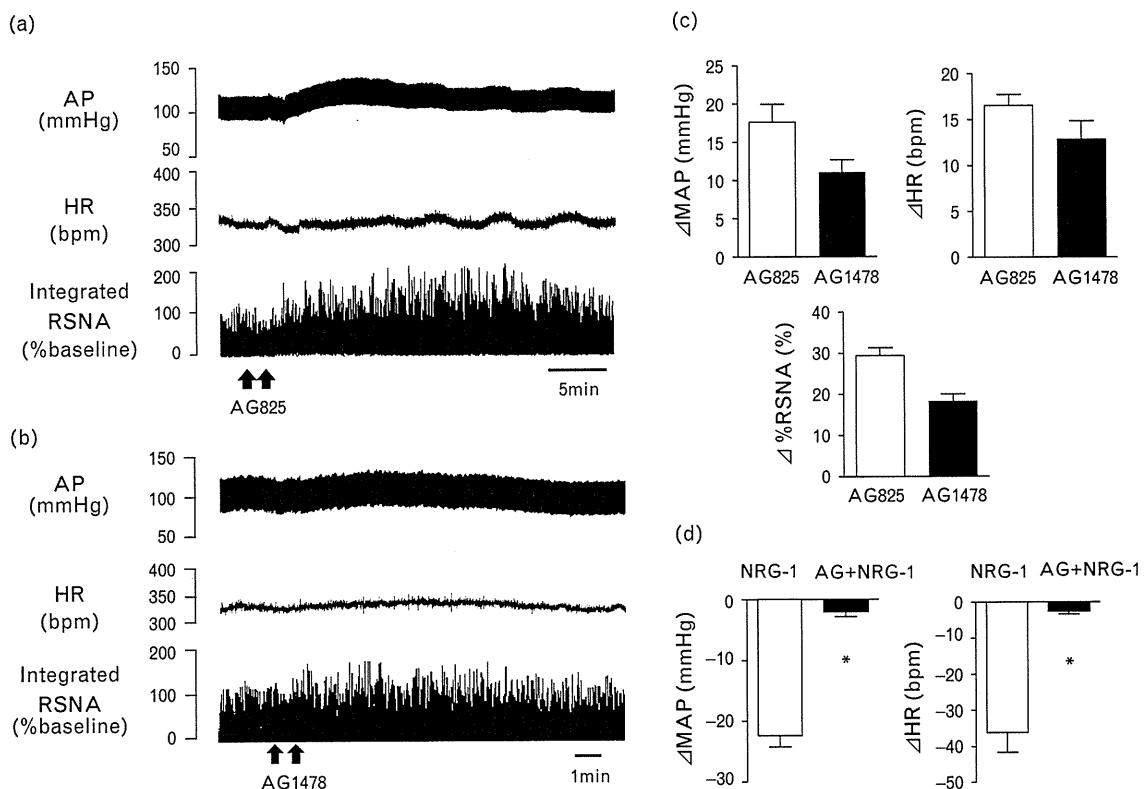 (a)
AP
(mmHg)
150
100
50
HR
(bpm)
400
350
300
Integrated
RSNA
(%baseline)
200
100
0
AG825
5min
(b)
AP
(mmHg)
150
100
50
HR
(bpm)
400
350
300
Integrated
RSNA
(%baseline)
200
100
0
AG1478
1min
(c)
⊿MAP (mmHg)
25
20
15
10
5
0
AG825 AG1478
⊿HR (bpm)
20
15
10
5
0
AG825 AG1478
⊿ %RSNA (%)
40
30
20
10
0
AG825 AG1478
(d)
NRG-1 AG+NRG-1
⊿MAP (mmHg)
0
−10
−20
−30
*
NRG-1 AG+NRG-1
⊿HR (bpm)
0
−10
−20
−30
−40
−50
*